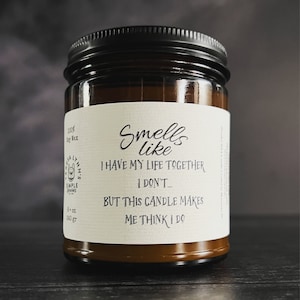 Smells
like
I HAVE MY LIFE TOGETHER
I DON'T...
BUT THIS CANDLE MAKES
ME THINK I DO